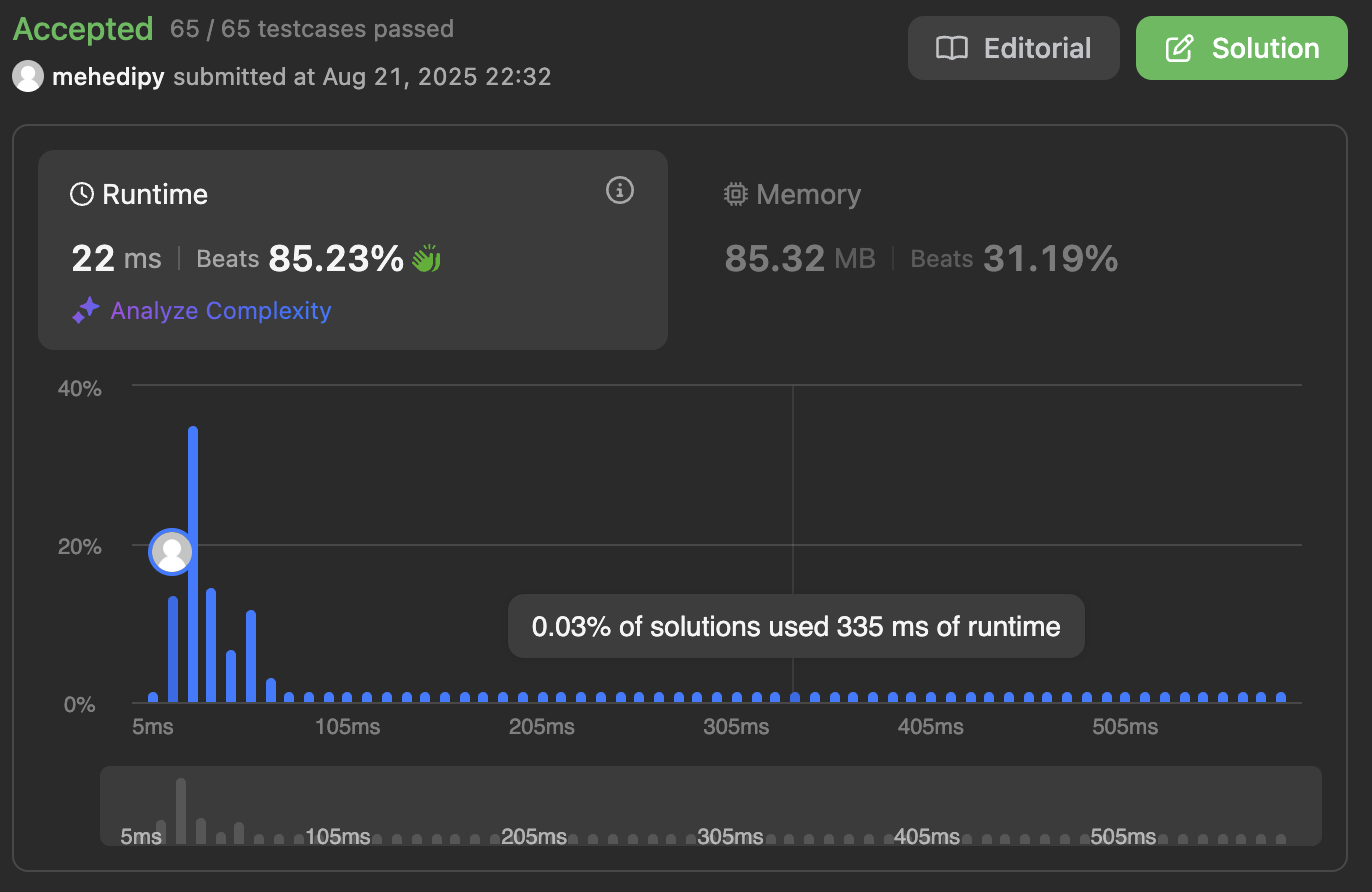 Accepted 65 / 65 testcases passed
Editorial
Solution
mehedipy submitted at Aug 21, 2025 22:32
Runtime
22 ms | Beats 85.23%
Analyze Complexity
Memory
85.32 MB | Beats 31.19%
40%
20%
0%
0.03% of solutions used 335 ms of runtime
5ms 105ms 205ms 305ms 405ms 505ms
5ms 105ms 205ms 305ms 405ms 505ms